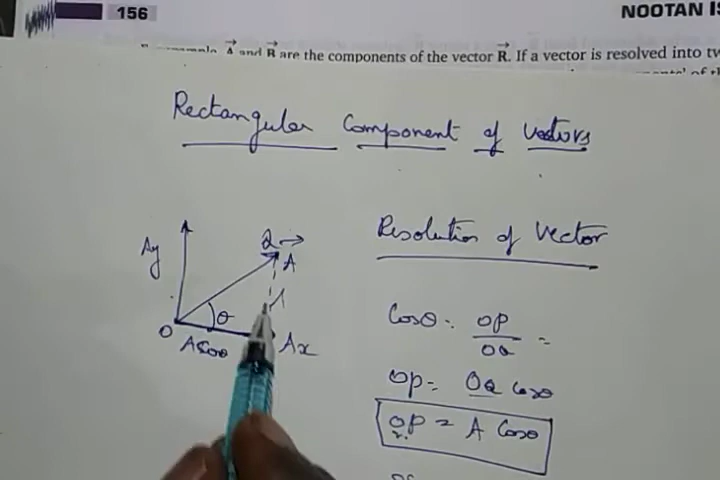 156
NOOTAN IS
A and R are the components of the vector R. If a vector is resolved into tw
Rectangular Component of Vectors
Resolution of Vector
Ay
Q
A
θ
O
Ax
Cosθ = OP/OQ =
OP = OQ Cosθ
OP = A Cosθ